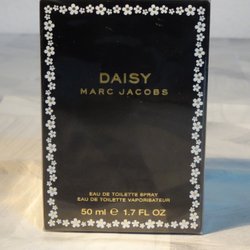 DAISY
MARC JACOBS
EAU DE TOILETTE SPRAY
EAU DE TOILETTE VAPORISATEUR
50 ml ℮ 1.7 FL OZ